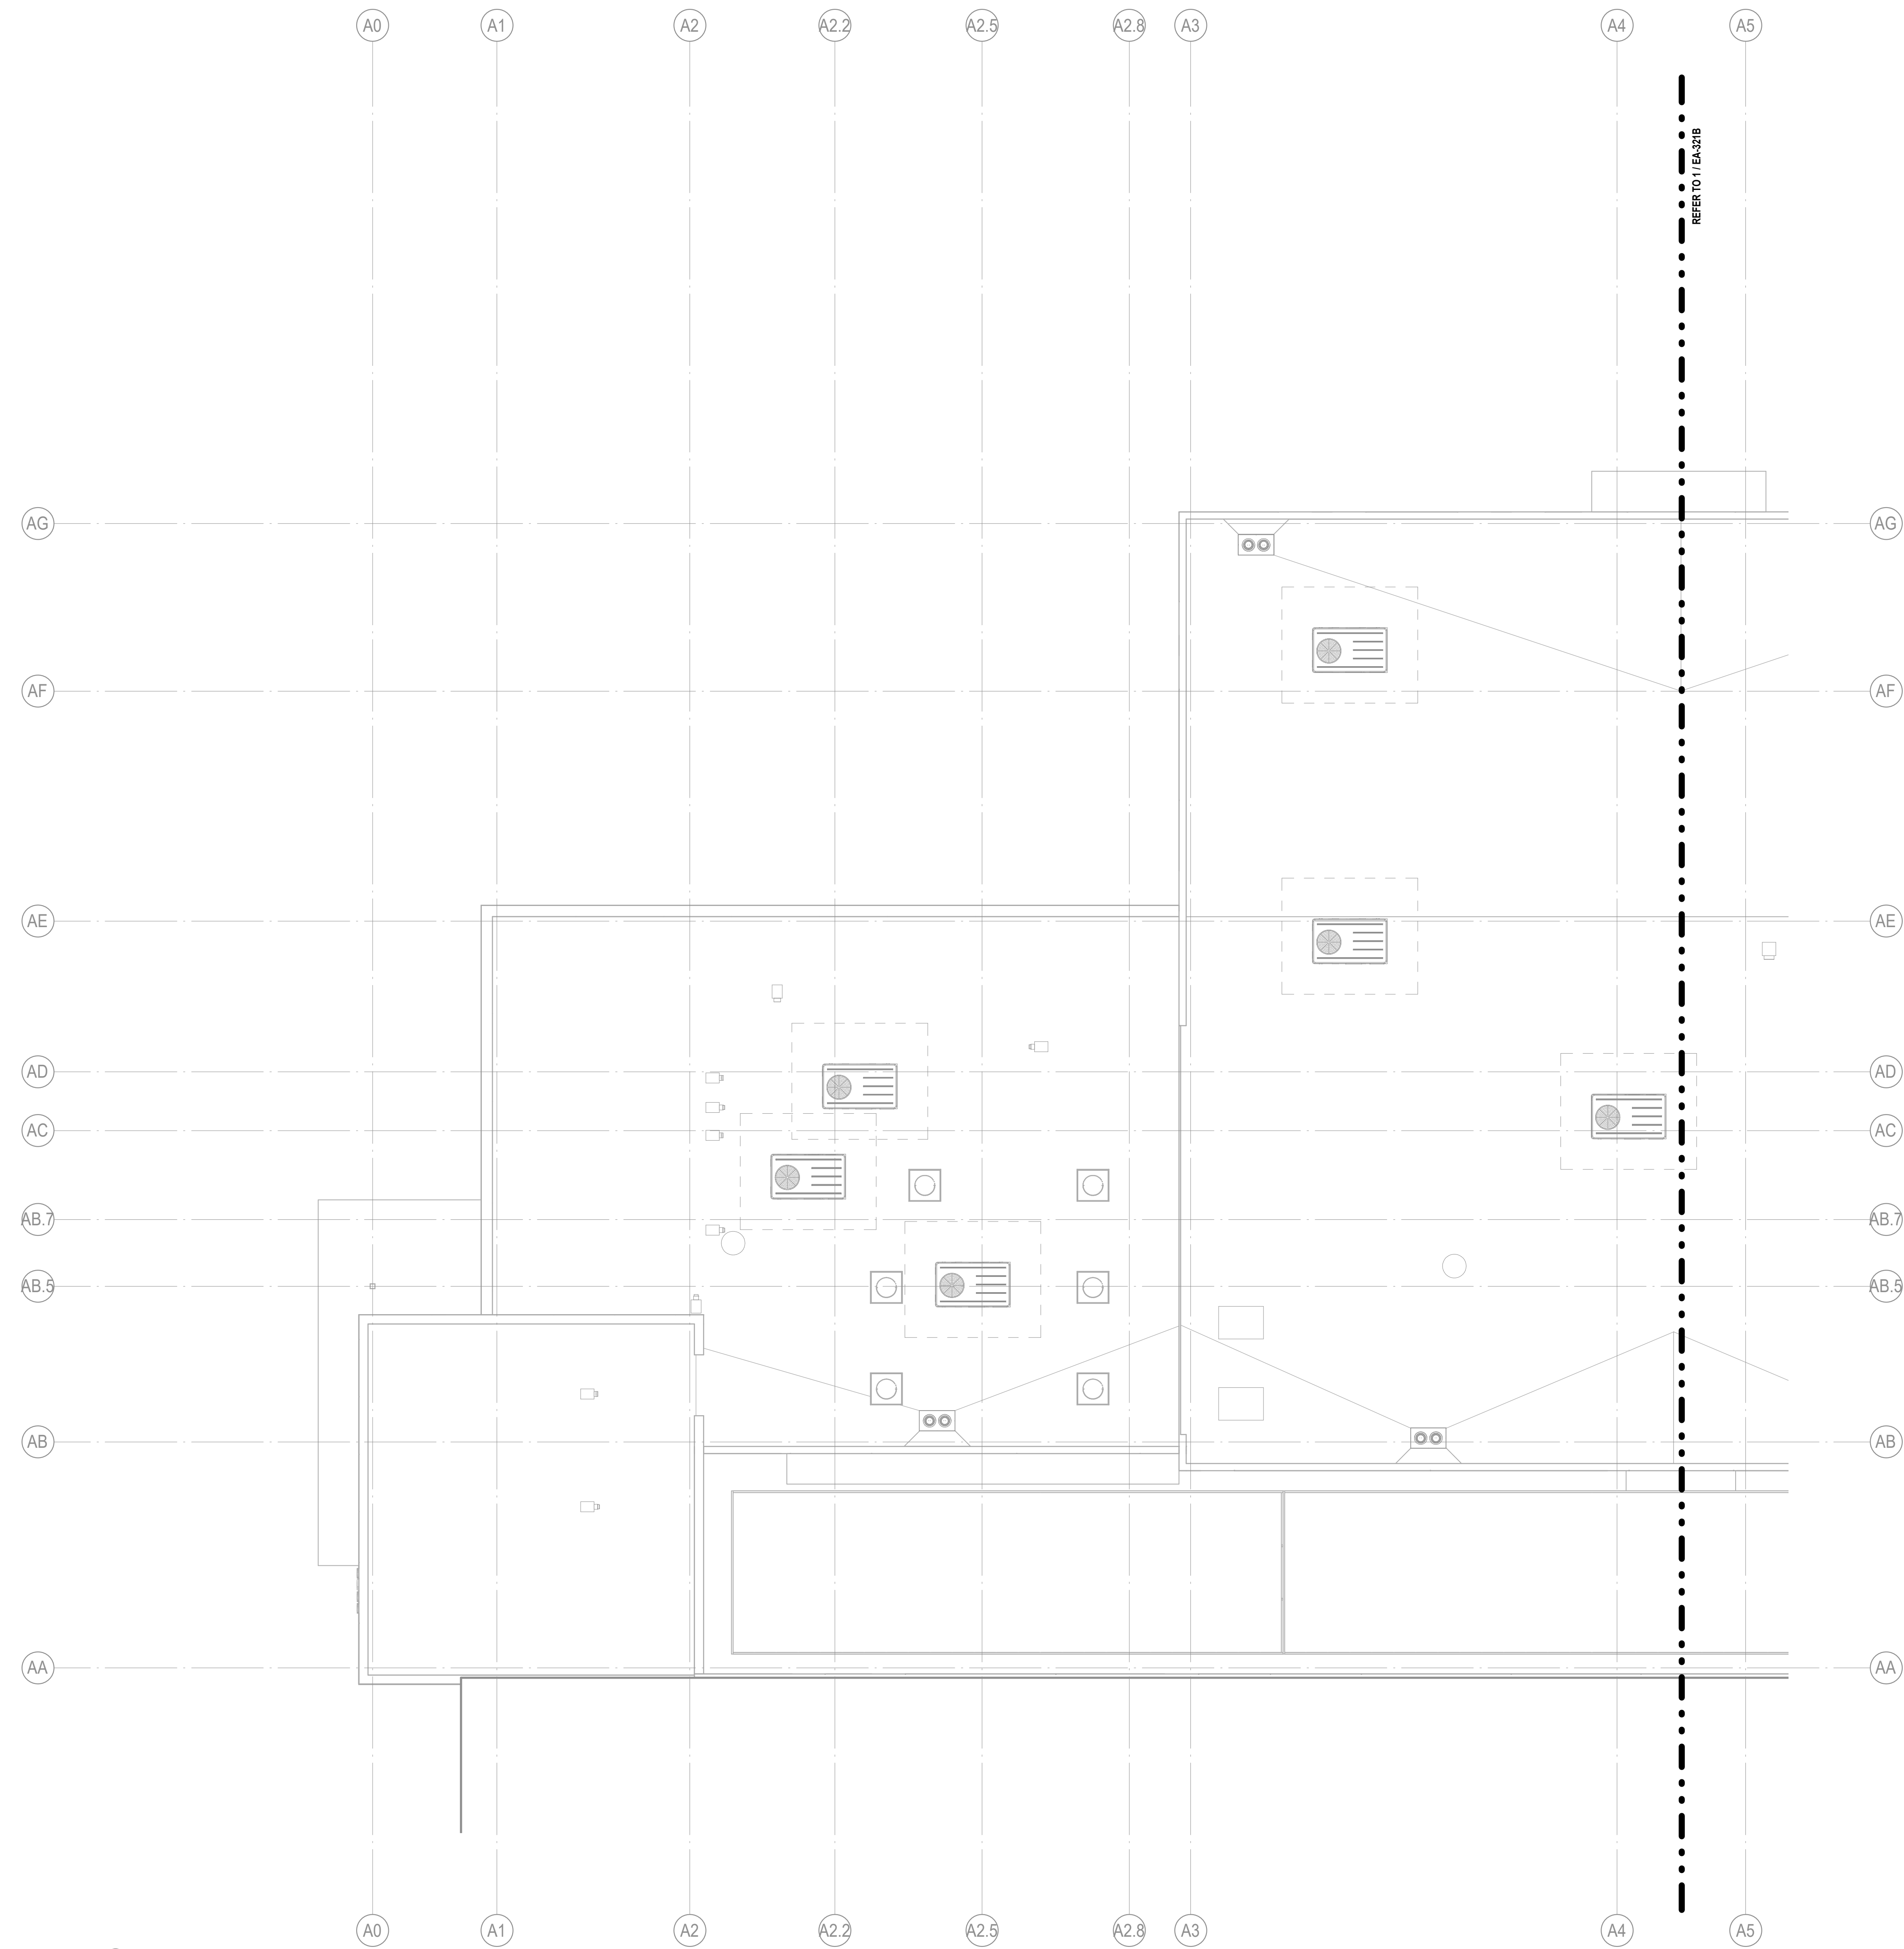 A0 A1 A2 A2.2 A2.5 A2.8 A3 A4 A5
REFER TO 1 / EA-321B
AG AG
AF AF
AE AE
AD AD
AC AC
AB.7 AB.7
AB.5 AB.5
AB AB
AA AA
A0 A1 A2 A2.2 A2.5 A2.8 A3 A4 A5